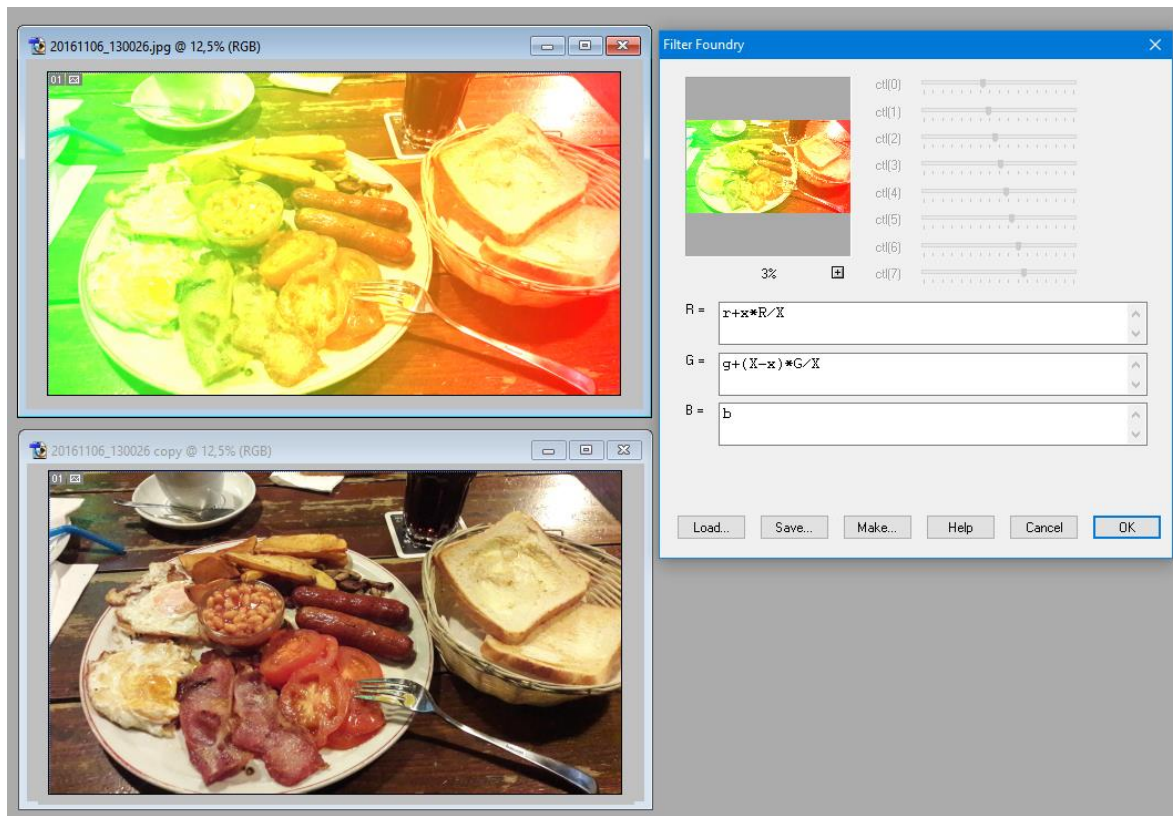 20161106_130026.jpg @ 12,5% (RGB)
01
20161106_130026 copy @ 12,5% (RGB)
01
Filter Foundry
ctl(0)
ctl(1)
ctl(2)
ctl(3)
ctl(4)
ctl(5)
ctl(6)
ctl(7)
3%
R = r+x*R/X
G = g+(X-x)*G/X
B = b
Load... Save... Make... Help Cancel OK